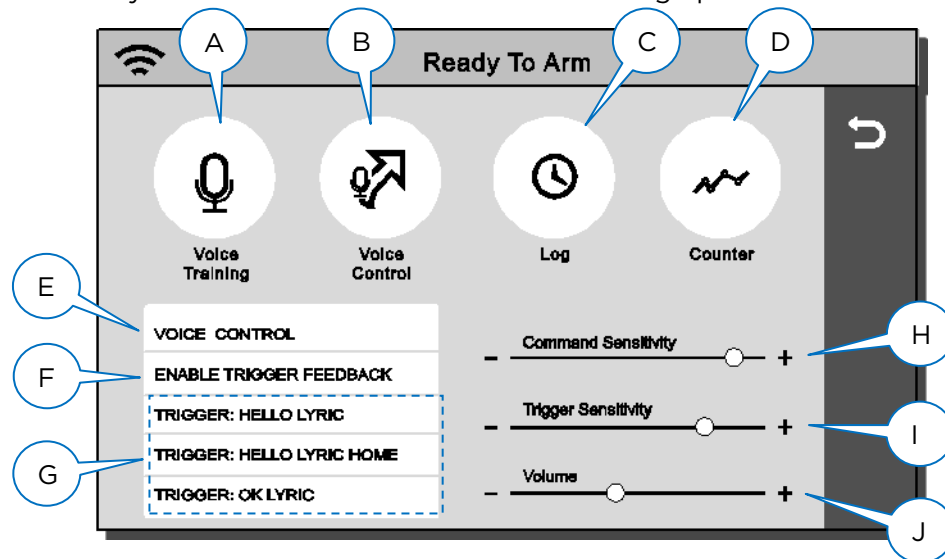 A B C D
Ready To Arm
Voice Training
Voice Control
Log
Counter
E
VOICE CONTROL
F
ENABLE TRIGGER FEEDBACK
G
TRIGGER: HELLO LYRIC
TRIGGER: HELLO LYRIC HOME
TRIGGER: OK LYRIC
Command Sensitivity
- +
H
Trigger Sensitivity
- +
I
Volume
- +
J